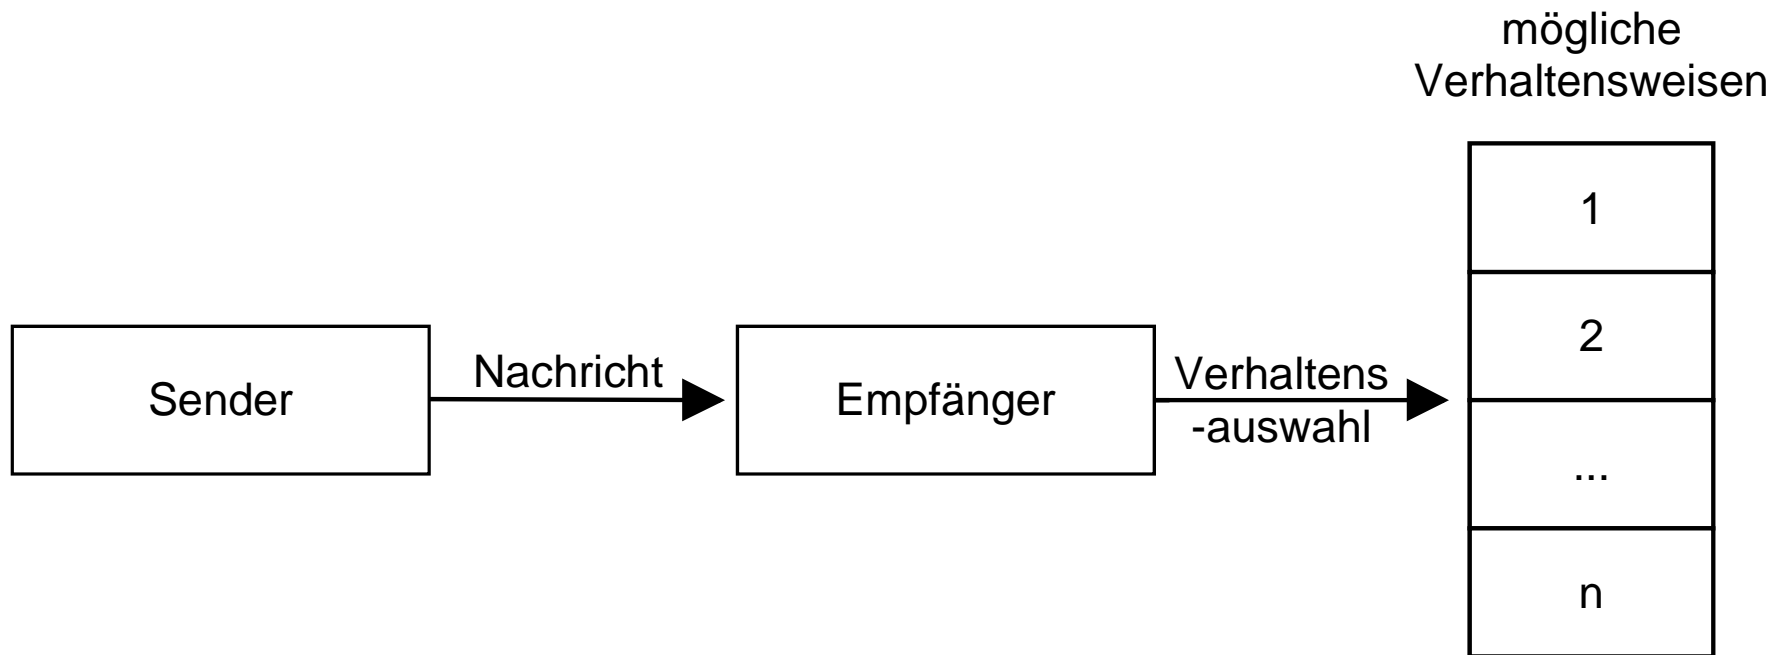 mögliche
Verhaltensweisen
Sender
Nachricht
Empfänger
Verhaltens
-auswahl
1
2
...
n